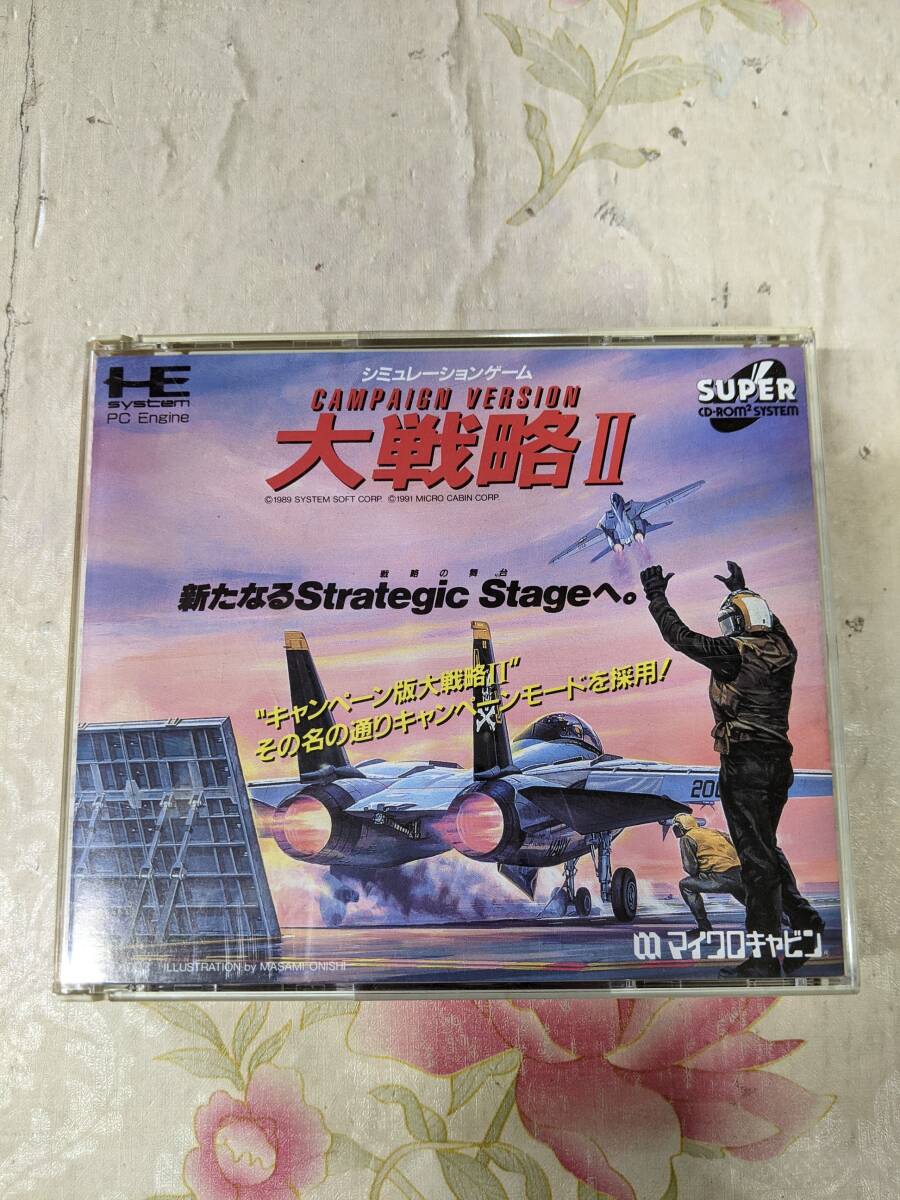 HE
system
PC Engine
シミュレーションゲーム
CAMPAIGN VERSION
大戦略II
©1989 SYSTEM SOFT CORP. ©1991 MICRO CABIN CORP.
SUPER
CD-ROM² SYSTEM
戦略の舞台
新たなるStrategic Stageへ。
"キャンペーン版大戦略II"
その名の通りキャンペーンモードを採用!
200
マイクロキャビン
ILLUSTRATION by MASAMI ONISHI